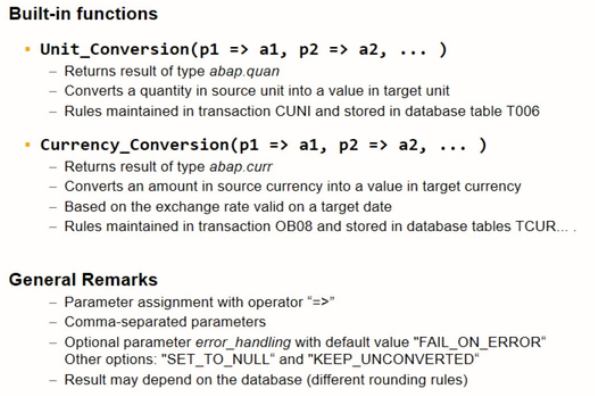 Built-in functions
• Unit_Conversion(p1 => a1, p2 => a2, ... )
– Returns result of type abap.quan
– Converts a quantity in source unit into a value in target unit
– Rules maintained in transaction CUNI and stored in database table T006
• Currency_Conversion(p1 => a1, p2 => a2, ... )
– Returns result of type abap.curr
– Converts an amount in source currency into a value in target currency
– Based on the exchange rate valid on a target date
– Rules maintained in transaction OB08 and stored in database tables TCUR... .
General Remarks
– Parameter assignment with operator “=>”
– Comma-separated parameters
– Optional parameter error_handling with default value "FAIL_ON_ERROR“
Other options: "SET_TO_NULL“ and "KEEP_UNCONVERTED“
– Result may depend on the database (different rounding rules)